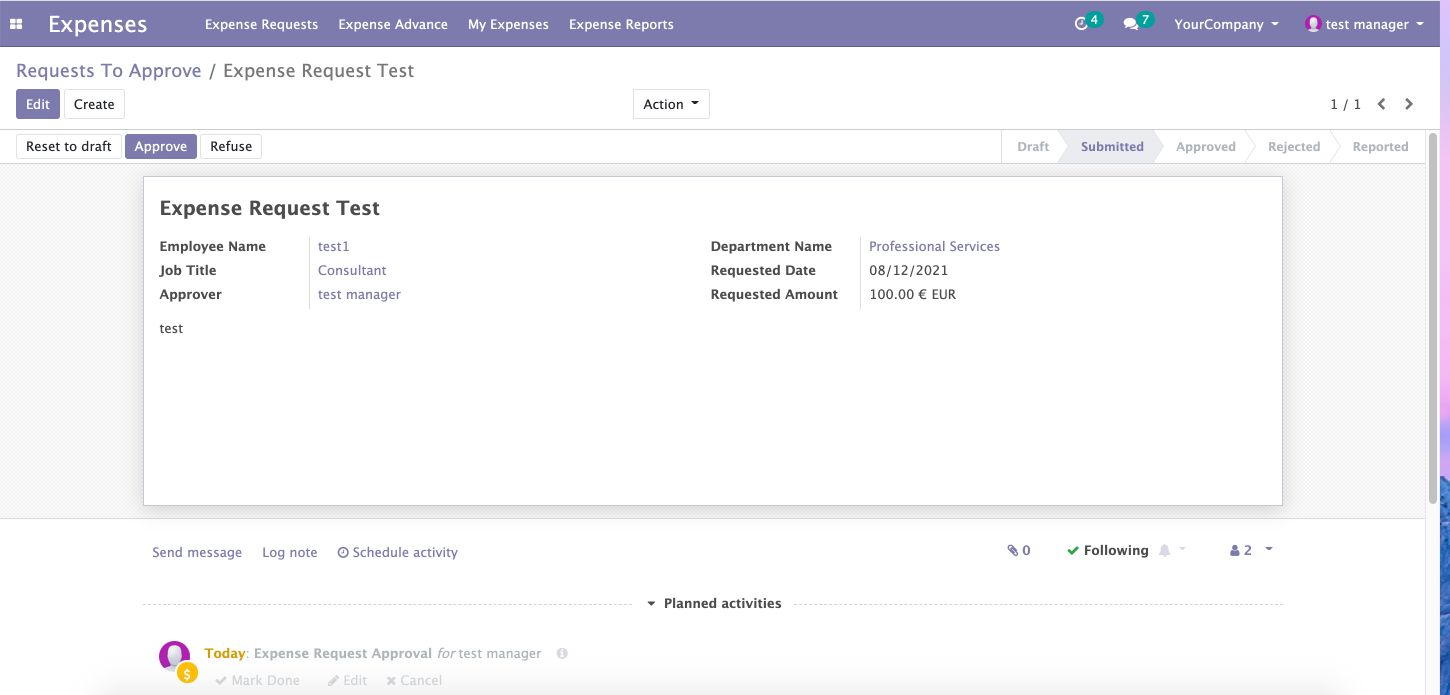 Expenses Expense Requests Expense Advance My Expenses Expense Reports 4 7 YourCompany test manager
Requests To Approve / Expense Request Test
Edit Create Action 1 / 1
Reset to draft Approve Refuse Draft Submitted Approved Rejected Reported
Expense Request Test
Employee Name test1 Department Name Professional Services
Job Title Consultant Requested Date 08/12/2021
Approver test manager Requested Amount 100.00 € EUR
test
Send message Log note Schedule activity 0 Following 2
Planned activities
Today: Expense Request Approval for test manager
$
Mark Done Edit Cancel